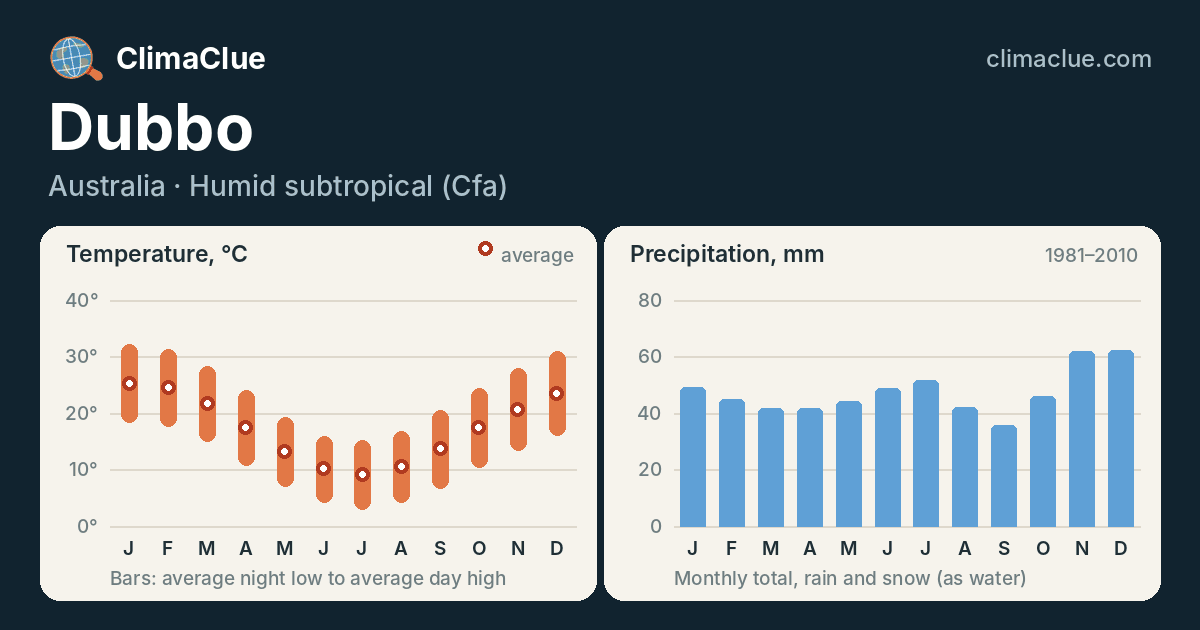 ClimaClue
climaclue.com
Dubbo
Australia · Humid subtropical (Cfa)
Temperature, °C
average
40°
30°
20°
10°
0°
J F M A M J J A S O N D
Bars: average night low to average day high
Precipitation, mm
1981–2010
80
60
40
20
0
J F M A M J J A S O N D
Monthly total, rain and snow (as water)